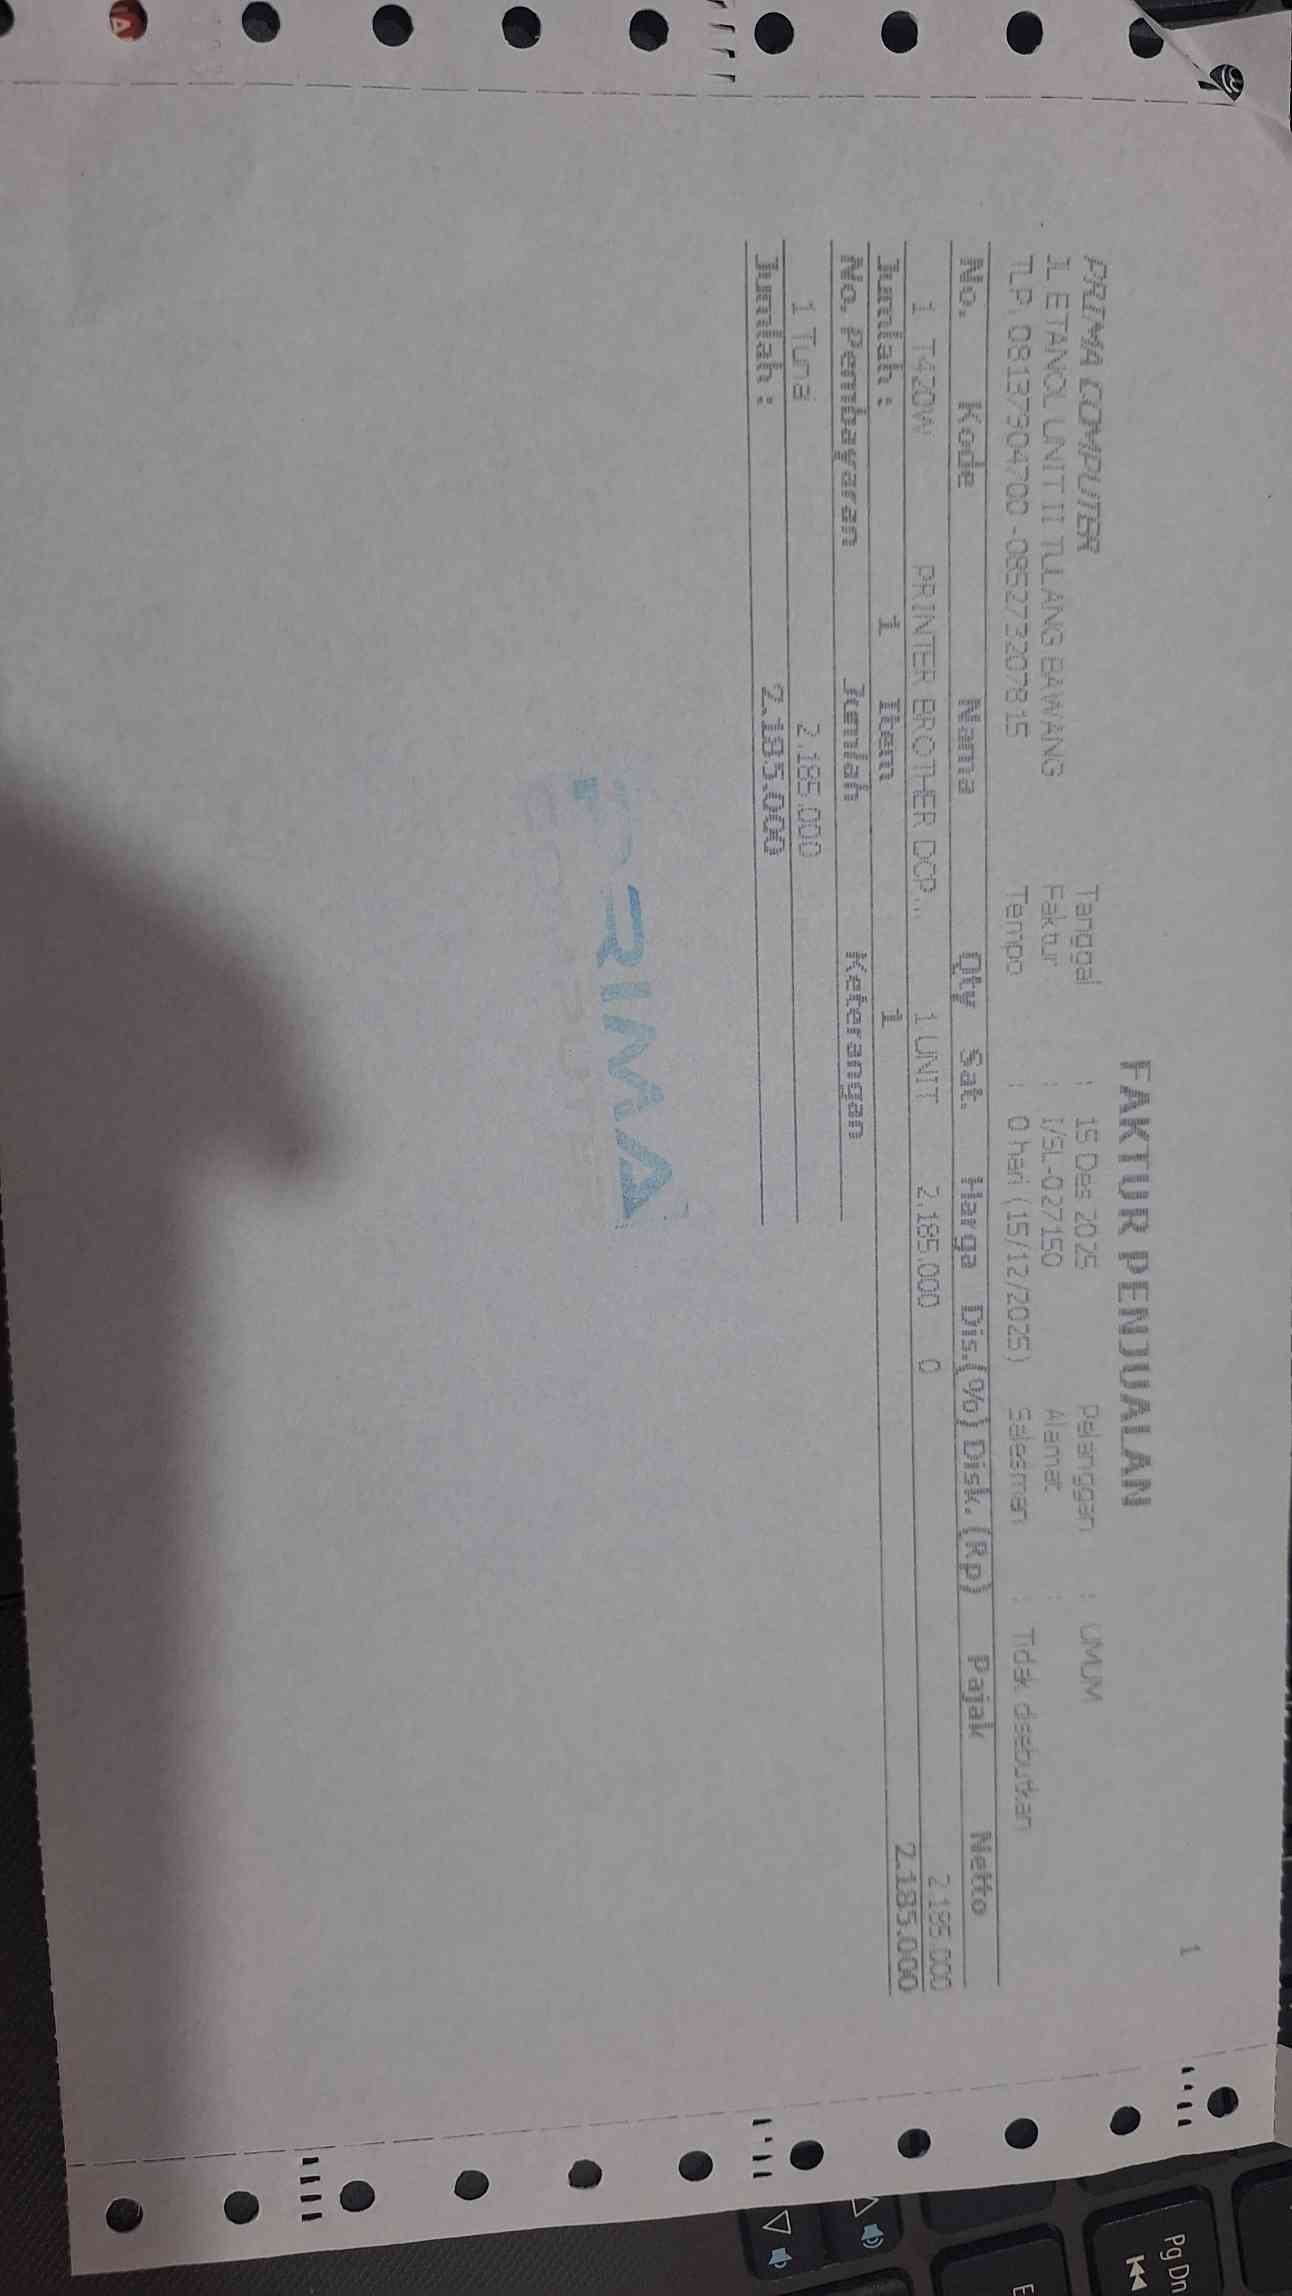 1
FAKTUR PENJUALAN
PRIMA COMPUTER Tanggal : 15 Des 2025 Pelanggan : UMUM
JL ETANOL UNIT II TULANG BAWANG Faktur : I/SL-027150 Alamat :
TLP\ 08137904700 -085273207815 Tempo : 0 hari (15/12/2025) Salesman : Tidak disebutkan
No. Kode Nama Qty Sat. Harga Dis.(%) Disk. (Rp) Pajak Netto
1 T420W PRINTER BROTHER DCP... 1 UNIT 2.185.000 0 2.185.000
Jumlah : 1 Item 1 2.185.000
No. Pembayaran Jumlah Keterangan
1 Tunai 2.185.000
Jumlah : 2.185.000
PRIMA
Pg Dn